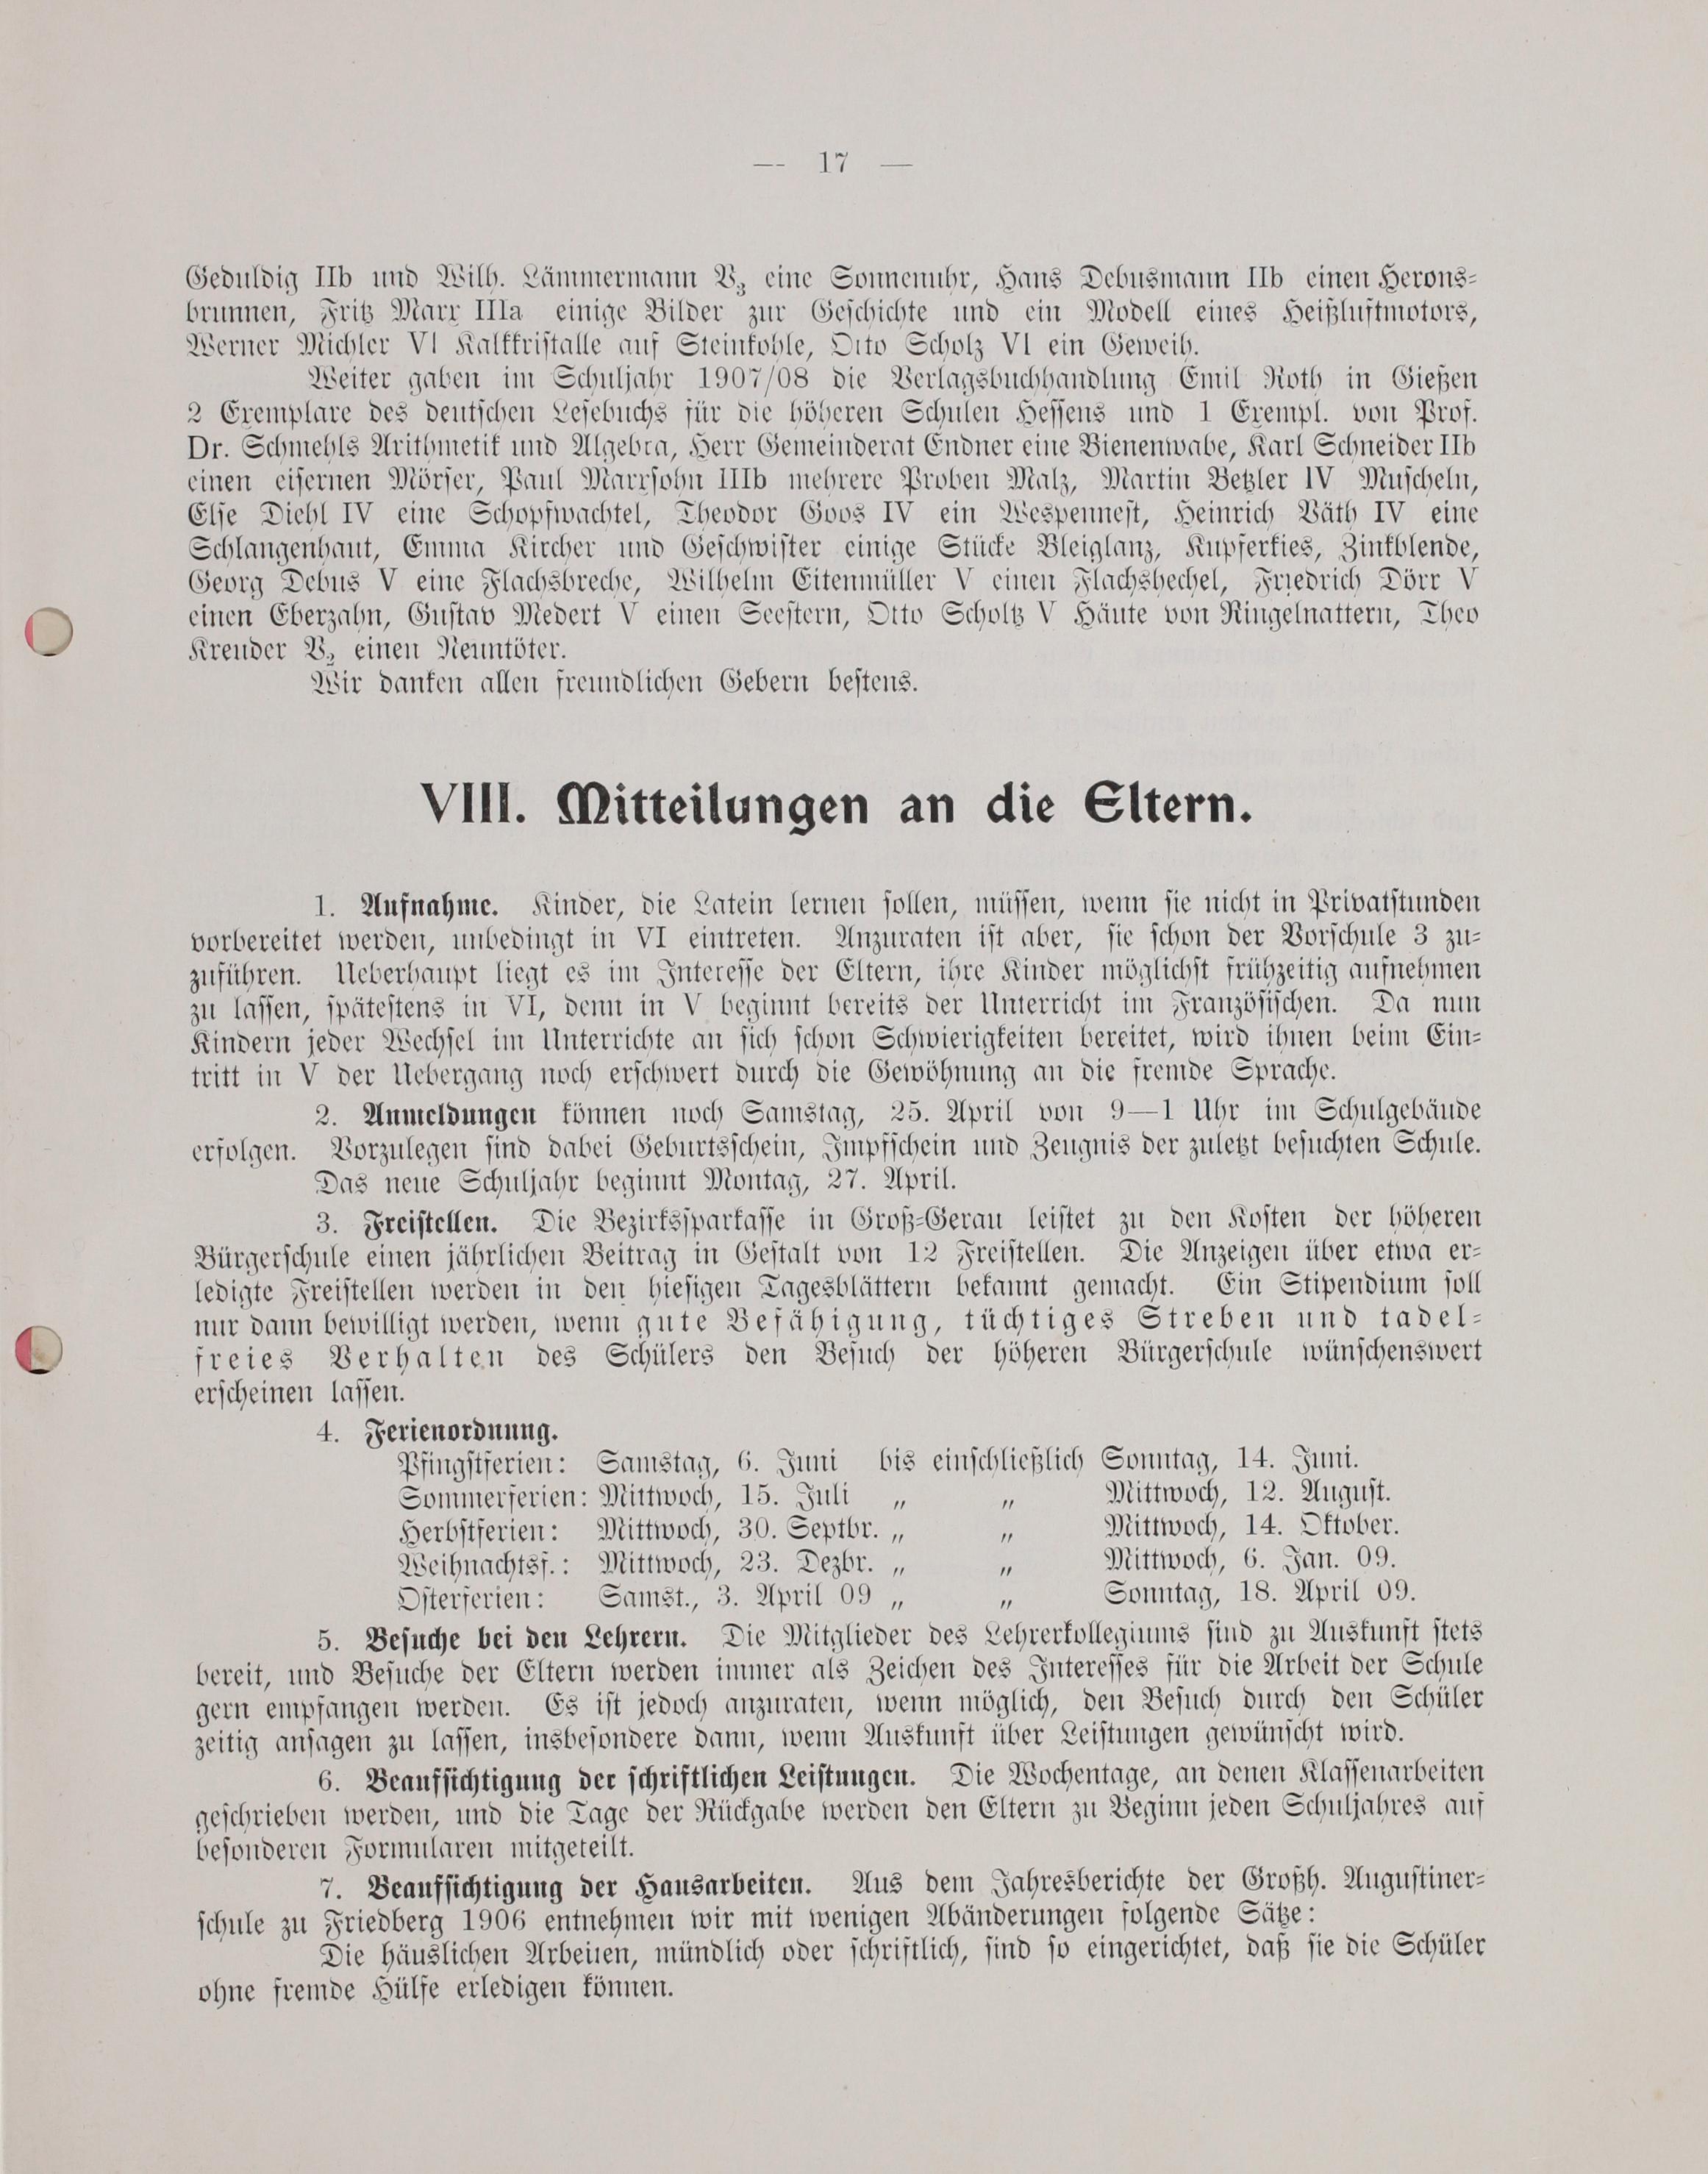 — 17 —
Geduldig IIb und Wilh. Lämmermann V₃ eine Sonnenuhr, Hans Debusmann IIb einen Herons-
brunnen, Fritz Marx IIIa einige Bilder zur Geschichte und ein Modell eines Heißluftmotors,
Werner Michler VI Kalkkristalle auf Steinkohle, Otto Scholz VI ein Geweih.
Weiter gaben im Schuljahr 1907/08 die Verlagsbuchhandlung Emil Roth in Gießen
2 Exemplare des deutschen Lesebuchs für die höheren Schulen Hessens und 1 Exempl. von Prof.
Dr. Schmehls Arithmetik und Algebra, Herr Gemeinderat Endner eine Bienenwabe, Karl Schneider IIb
einen eisernen Mörser, Paul Marxsohn IIIb mehrere Proben Malz, Martin Betzler IV Muscheln,
Else Diehl IV eine Schopfwachtel, Theodor Goos IV ein Wespennest, Heinrich Väth IV eine
Schlangenhaut, Emma Kircher und Geschwister einige Stücke Bleiglanz, Kupferkies, Zinkblende,
Georg Debus V eine Flachsbreche, Wilhelm Eitenmüller V einen Flachshechel, Friedrich Dörr V
einen Eberzahn, Gustav Medert V einen Seestern, Otto Scholtz V Häute von Ringelnattern, Theo
Kreuder V₃ einen Neuntöter.
Wir danken allen freundlichen Gebern bestens.
VIII. Mitteilungen an die Eltern.
1. Aufnahme. Kinder, die Latein lernen sollen, müssen, wenn sie nicht in Privatstunden
vorbereitet werden, unbedingt in VI eintreten. Anzuraten ist aber, sie schon der Vorschule 3 zu-
zuführen. Ueberhaupt liegt es im Interesse der Eltern, ihre Kinder möglichst frühzeitig aufnehmen
zu lassen, spätestens in VI, denn in V beginnt bereits der Unterricht im Französischen. Da nun
Kindern jeder Wechsel im Unterrichte an sich schon Schwierigkeiten bereitet, wird ihnen beim Ein-
tritt in V der Uebergang noch erschwert durch die Gewöhnung an die fremde Sprache.
2. Anmeldungen können noch Samstag, 25. April von 9—1 Uhr im Schulgebäude
erfolgen. Vorzulegen sind dabei Geburtsschein, Impfschein und Zeugnis der zuletzt besuchten Schule.
Das neue Schuljahr beginnt Montag, 27. April.
3. Freistellen. Die Bezirkssparkasse in Groß-Gerau leistet zu den Kosten der höheren
Bürgerschule einen jährlichen Beitrag in Gestalt von 12 Freistellen. Die Anzeigen über etwa er-
ledigte Freistellen werden in den hiesigen Tagesblättern bekannt gemacht. Ein Stipendium soll
nur dann bewilligt werden, wenn gute Befähigung, tüchtiges Streben und tadel-
freies Verhalten des Schülers den Besuch der höheren Bürgerschule wünschenswert
erscheinen lassen.
4. Ferienordnung.
Pfingstferien: Samstag, 6. Juni bis einschließlich Sonntag, 14. Juni.
Sommerferien: Mittwoch, 15. Juli „ „ Mittwoch, 12. August.
Herbstferien: Mittwoch, 30. Septbr. „ „ Mittwoch, 14. Oktober.
Weihnachtsf.: Mittwoch, 23. Dezbr. „ „ Mittwoch, 6. Jan. 09.
Osterferien: Samst., 3. April 09 „ „ Sonntag, 18. April 09.
5. Besuche bei den Lehrern. Die Mitglieder des Lehrerkollegiums sind zu Auskunft stets
bereit, und Besuche der Eltern werden immer als Zeichen des Interesses für die Arbeit der Schule
gern empfangen werden. Es ist jedoch anzuraten, wenn möglich, den Besuch durch den Schüler
zeitig ansagen zu lassen, insbesondere dann, wenn Auskunft über Leistungen gewünscht wird.
6. Beaufsichtigung der schriftlichen Leistungen. Die Wochentage, an denen Klassenarbeiten
geschrieben werden, und die Tage der Rückgabe werden den Eltern zu Beginn jeden Schuljahres auf
besonderen Formularen mitgeteilt.
7. Beaufsichtigung der Hausarbeiten. Aus dem Jahresberichte der Großh. Augustiner-
schule zu Friedberg 1906 entnehmen wir mit wenigen Abänderungen folgende Sätze:
Die häuslichen Arbeiten, mündlich oder schriftlich, sind so eingerichtet, daß sie die Schüler
ohne fremde Hülfe erledigen können.